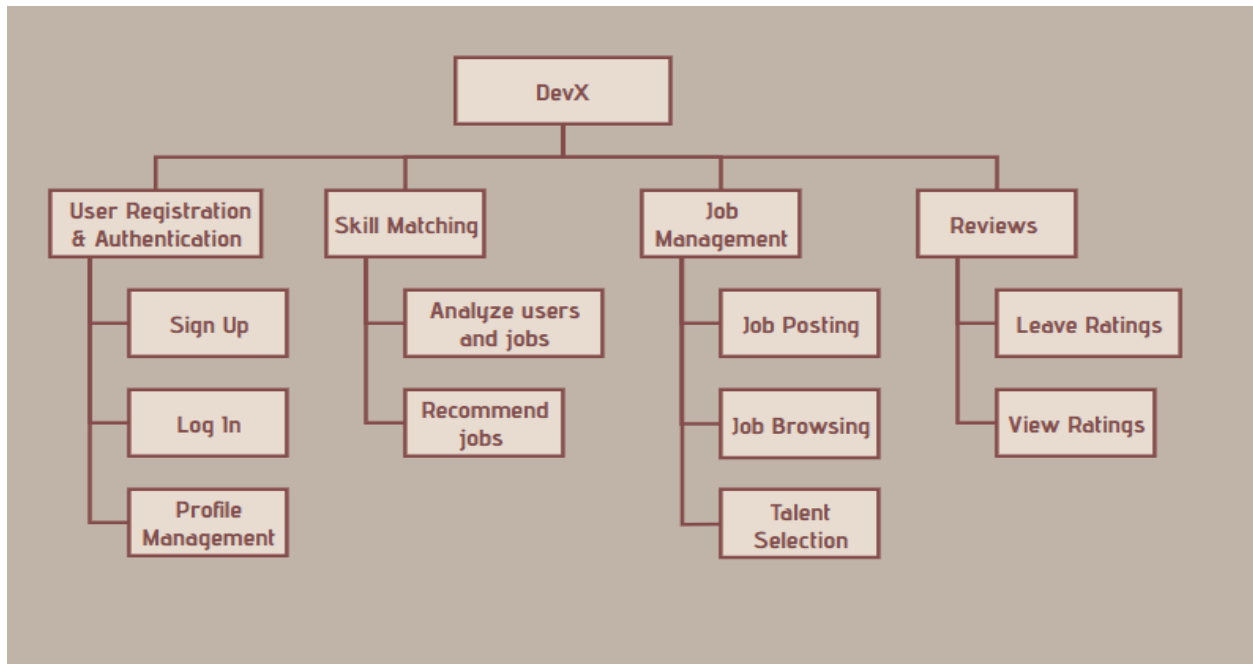 DevX
User Registration
& Authentication
Skill Matching
Job
Management
Reviews
Sign Up
Analyze users
and jobs
Job Posting
Leave Ratings
Log In
Recommend
jobs
Job Browsing
View Ratings
Profile
Management
Talent
Selection